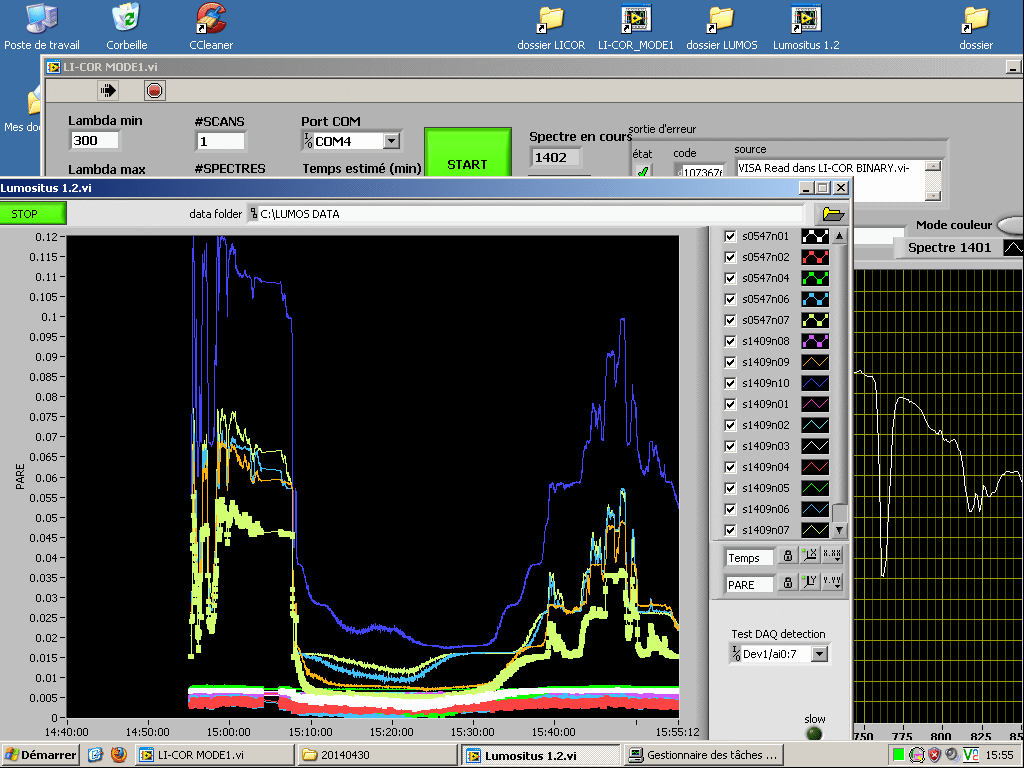 Poste de travail
Corbeille
CCleaner
dossier LICOR
LI-COR_MODE1
dossier LUMOS
Lumositus 1.2
dossier
LI-COR MODE1.vi
Lambda min
#SCANS
Port COM
Spectre en cours
sortie d'erreur
300
1
COM4
START
1402
état
code
source
Lambda max
#SPECTRES
Temps estimé (min)
VISA Read dans LI-COR BINARY.vi-
Lumositus 1.2.vi
STOP
data folder
C:\LUMOS DATA
Mode couleur
Spectre 1401
PARE
0.12
0.115
0.11
0.105
0.1
0.095
0.09
0.085
0.08
0.075
0.07
0.065
0.06
0.055
0.05
0.045
0.04
0.035
0.03
0.025
0.02
0.015
0.01
0.005
0
14:40:00
14:50:00
15:00:00
15:10:00
15:20:00
15:30:00
15:40:00
15:55:12
s0547n01
s0547n02
s0547n04
s0547n06
s0547n07
s1409n08
s1409n09
s1409n10
s1409n01
s1409n02
s1409n03
s1409n04
s1409n05
s1409n06
s1409n07
Temps
PARE
Test DAQ detection
Dev1/ai0:7
slow
750
775
800
825
Démarrer
LI-COR MODE1.vi
20140430
Lumositus 1.2.vi
Gestionnaire des tâches ...
15:55